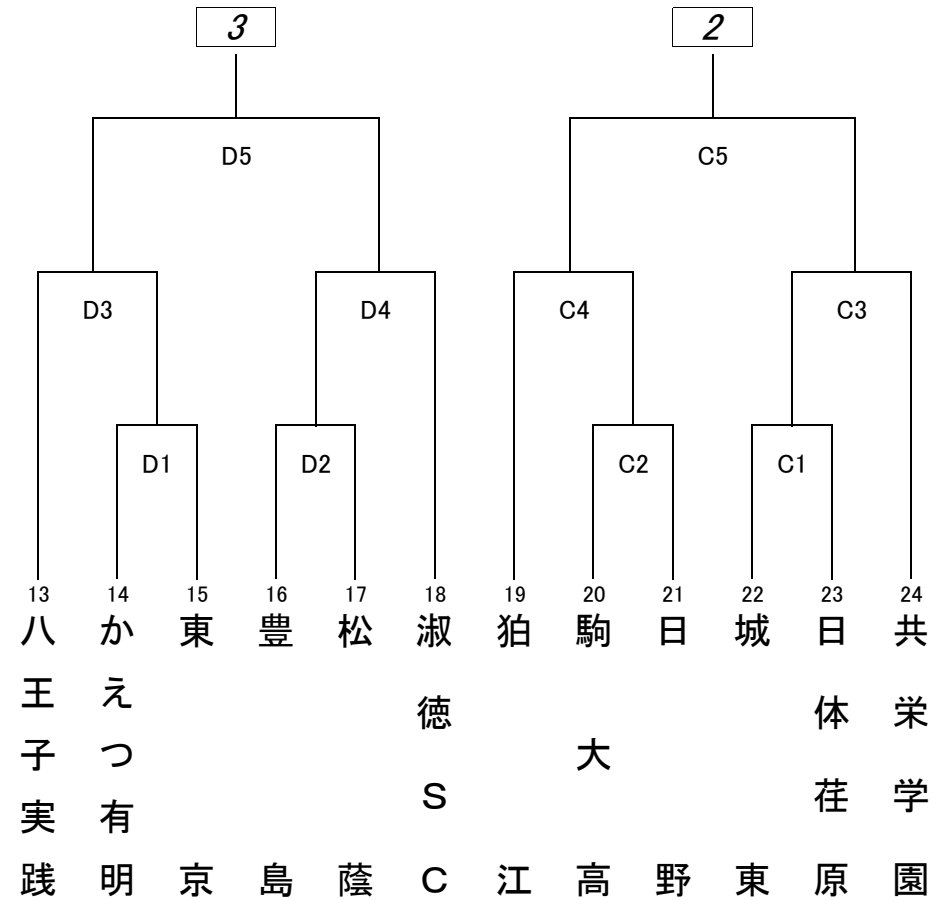 3 2
D5 C5
D3 D4 C4 C3
D1 D2 C2 C1
13 14 15 16 17 18 19 20 21 22 23 24
八王子実践
かえつ有明
東京
豊島
松蔭
淑徳SC
狛江
駒大高
日野
城東
日体荏原
共栄学園